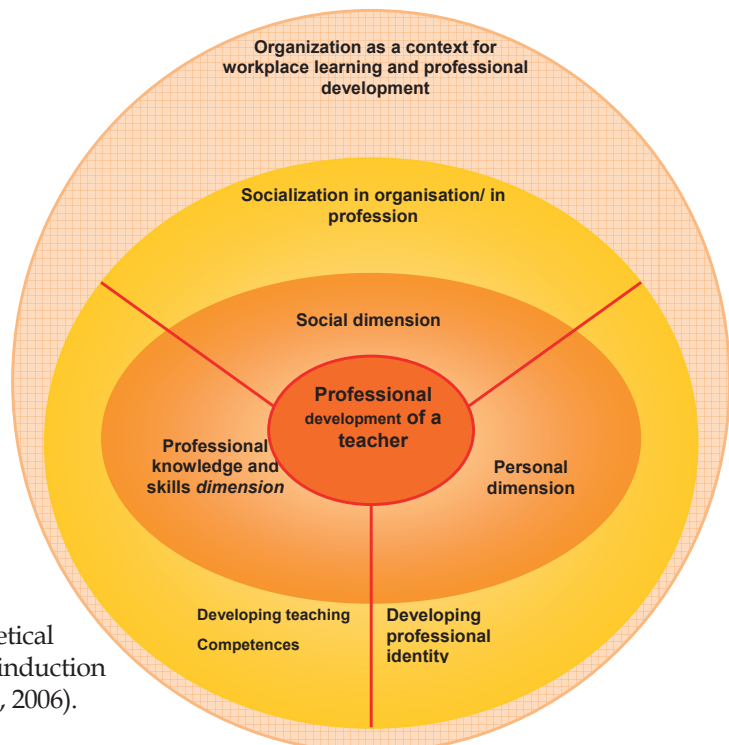 Organization as a context for
workplace learning and professional
development
Socialization in organisation/ in
profession
Social dimension
Professional
development of a
teacher
Professional
knowledge and
skills dimension
Personal
dimension
Developing teaching
Competences
Developing
professional
identity
induction
, 2006).